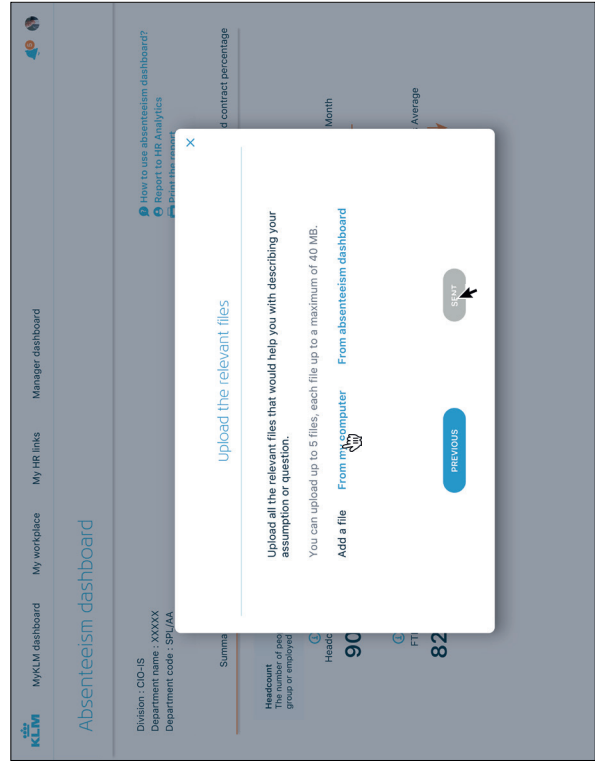 KLM
MyKLM dashboard
My workplace
My HR links
Manager dashboard
Absenteeism dashboard
Division : CIO-IS
Department name : XXXXX
Department code : SPL/AA
How to use absenteeism dashboard?
Report to HR Analytics
Print the report
Summa
d contract percentage
Headcount
The number of peo
group or employed
Headc
90
Month
FT
82
Average
Upload the relevant files
Upload all the relevant files that would help you with describing your
assumption or question.
You can upload up to 5 files, each file up to a maximum of 40 MB.
Add a file
From my computer
From absenteeism dashboard
PREVIOUS
SENT